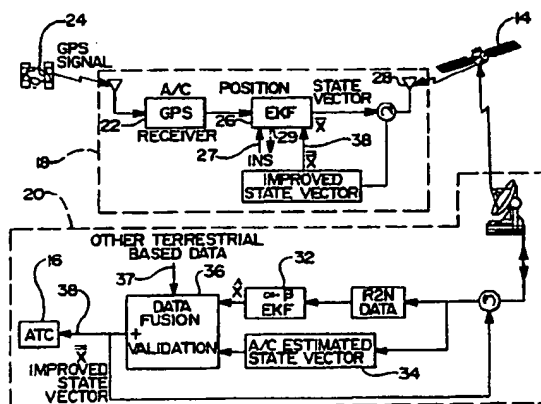 24
14
GPS
SIGNAL
A/C
POSITION
STATE
VECTOR
28
GPS
EKF
22
RECEIVER
26
29
X̅
38
18
27
INS
X̿
IMPROVED
STATE VECTOR
20
OTHER TERRESTRIAL
BASED DATA
37
36
32
16
38
DATA
FUSION
+
VALIDATION
X̂
α-β
EKF
R2N
DATA
ATC
A/C ESTIMATED
STATE VECTOR
X̿
IMPROVED
STATE
VECTOR
34